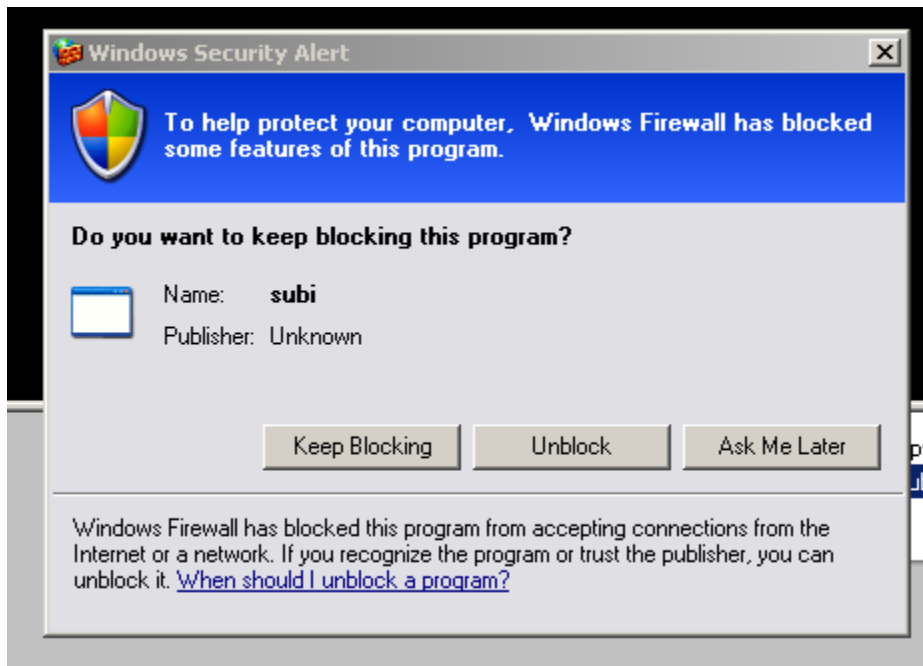 Windows Security Alert
To help protect your computer, Windows Firewall has blocked
some features of this program.
Do you want to keep blocking this program?
Name: subi
Publisher: Unknown
Keep Blocking Unblock Ask Me Later
Windows Firewall has blocked this program from accepting connections from the
Internet or a network. If you recognize the program or trust the publisher, you can
unblock it. When should I unblock a program?